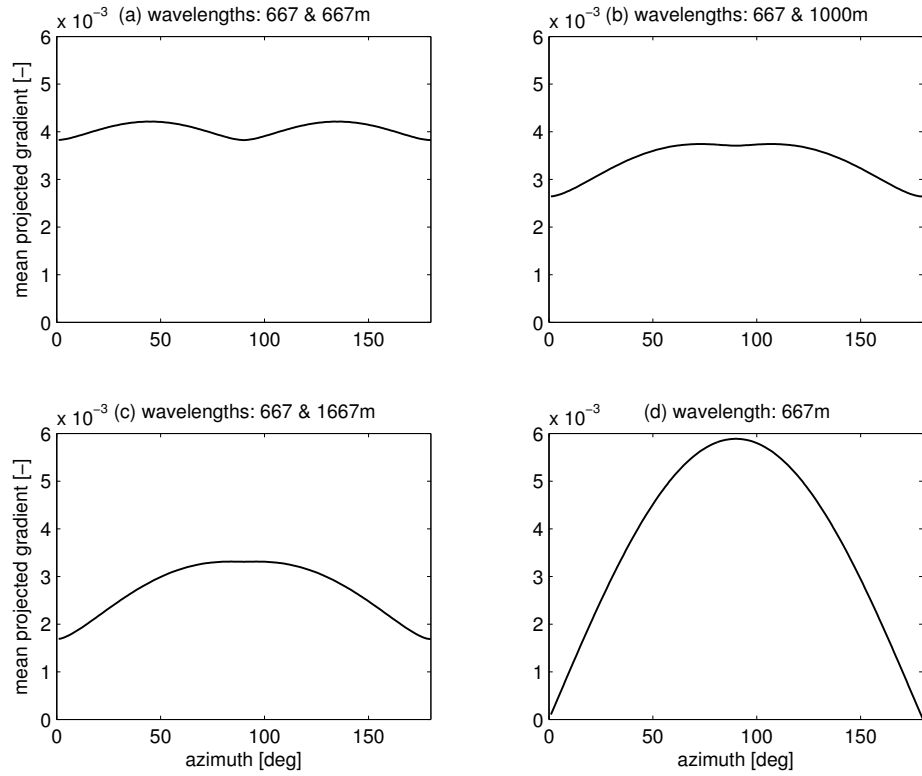 x 10⁻³ (a) wavelengths: 667 & 667m
6
5
4
3
2
1
0
0 50 100 150
mean projected gradient [−]
x 10⁻³ (b) wavelengths: 667 & 1000m
6
5
4
3
2
1
0
0 50 100 150
x 10⁻³ (c) wavelengths: 667 & 1667m
6
5
4
3
2
1
0
0 50 100 150
mean projected gradient [−]
azimuth [deg]
x 10⁻³ (d) wavelength: 667m
6
5
4
3
2
1
0
0 50 100 150
azimuth [deg]